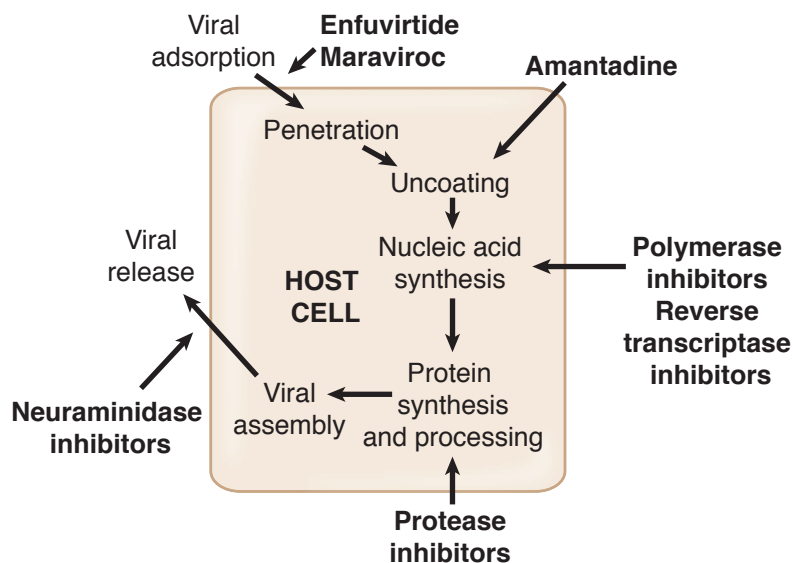 Viral
adsorption
Enfuvirtide
Maraviroc
Amantadine
Penetration
Uncoating
Nucleic acid
synthesis
Polymerase
inhibitors
Reverse
transcriptase
inhibitors
Viral
release
HOST
CELL
Protein
synthesis
and processing
Viral
assembly
Neuraminidase
inhibitors
Protease
inhibitors